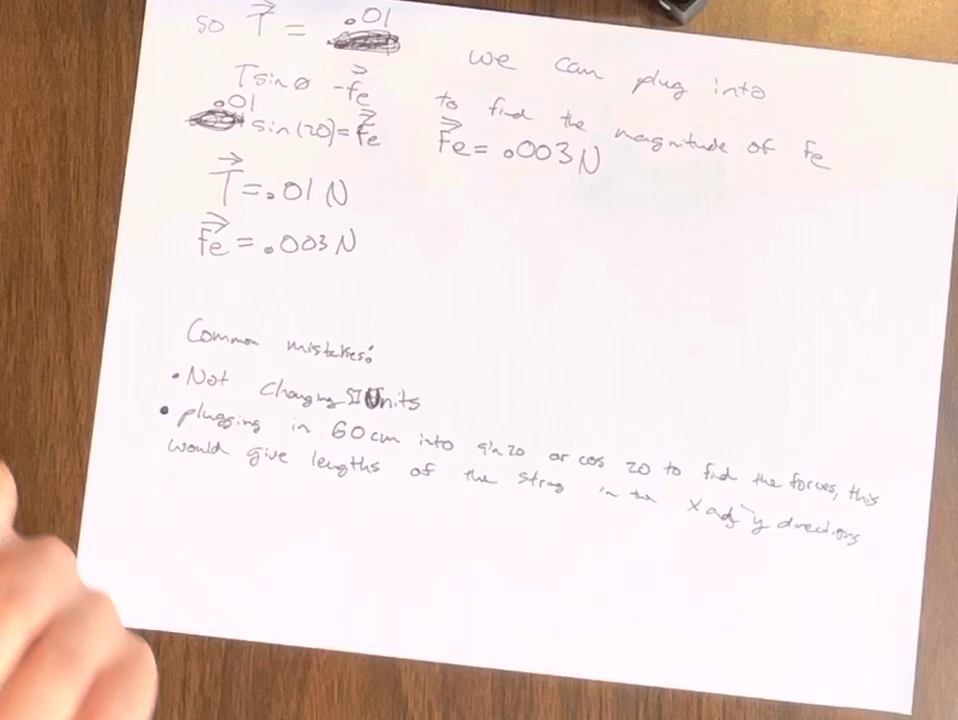 so T⃗ = .01
we can plug into
to find the magnitude of Fe
F⃗e = .003 N
Tsinθ - F⃗e
.01 sin(20) = F⃗e
T⃗ = .01 N
F⃗e = .003 N
Common mistakes:
• Not changing SI Units
• plugging in 60 cm into sin 20 or cos 20 to find the forces, this
would give lengths of the string in the x and y directions